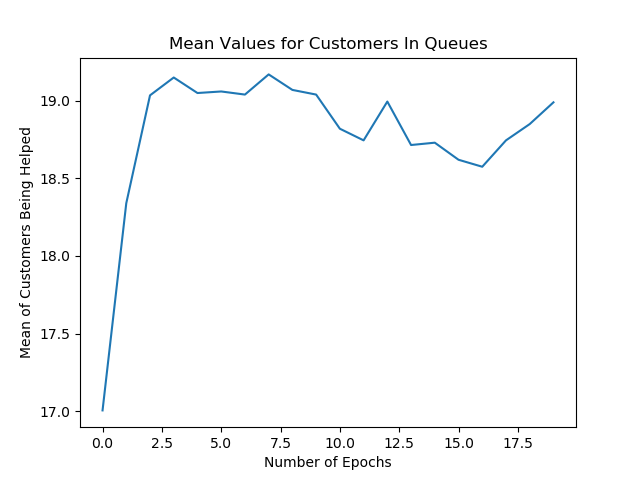 Mean Values for Customers In Queues
Mean of Customers Being Helped
19.0
18.5
18.0
17.5
17.0
0.0 2.5 5.0 7.5 10.0 12.5 15.0 17.5
Number of Epochs